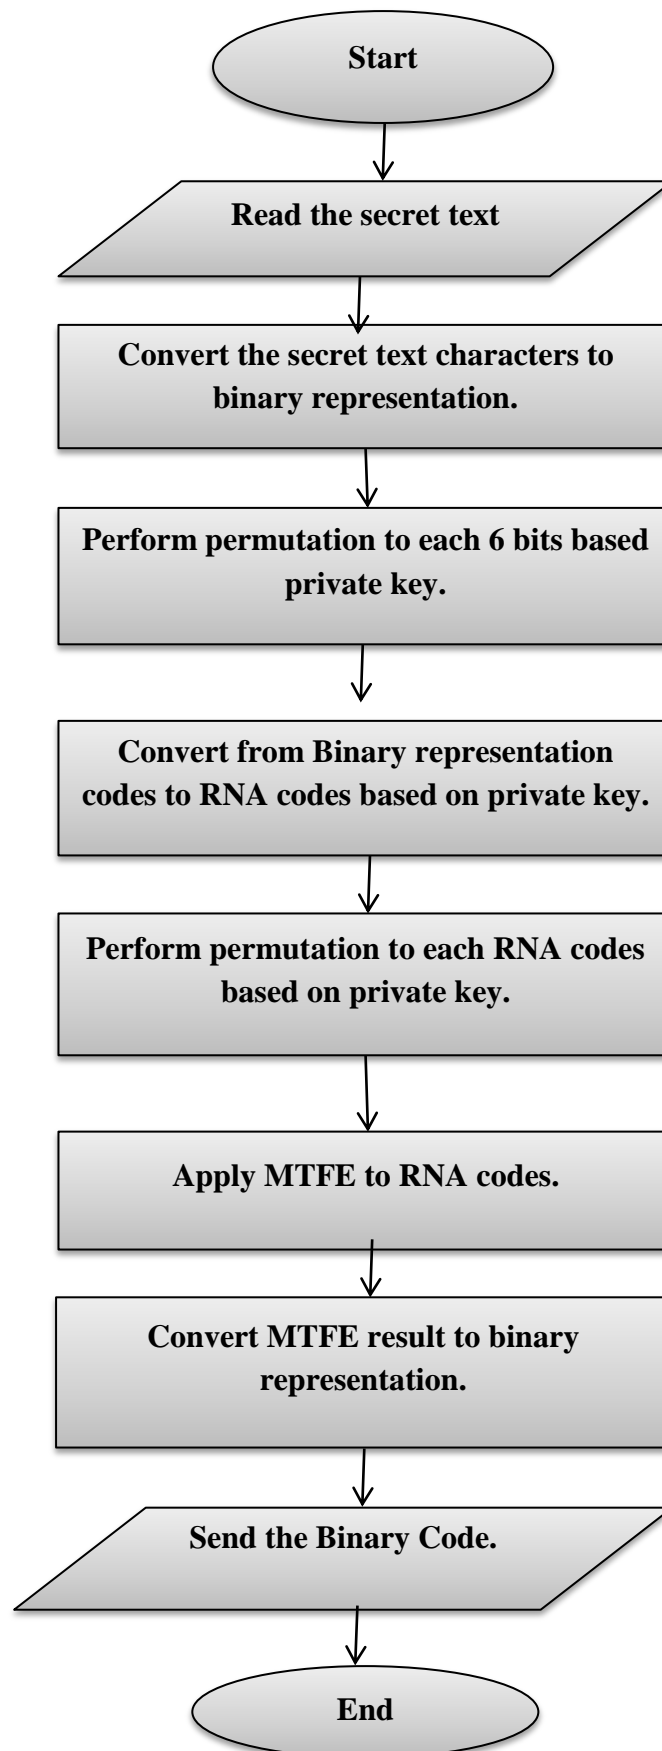 Start
Read the secret text
Convert the secret text characters to
binary representation.
Perform permutation to each 6 bits based
private key.
Convert from Binary representation
codes to RNA codes based on private key.
Perform permutation to each RNA codes
based on private key.
Apply MTFE to RNA codes.
Convert MTFE result to binary
representation.
Send the Binary Code.
End